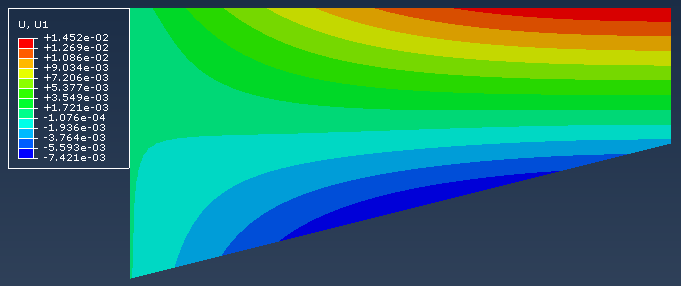 U, U1
+1.452e-02
+1.269e-02
+1.086e-02
+9.034e-03
+7.206e-03
+5.377e-03
+3.549e-03
+1.721e-03
-1.076e-04
-1.936e-03
-3.764e-03
-5.593e-03
-7.421e-03